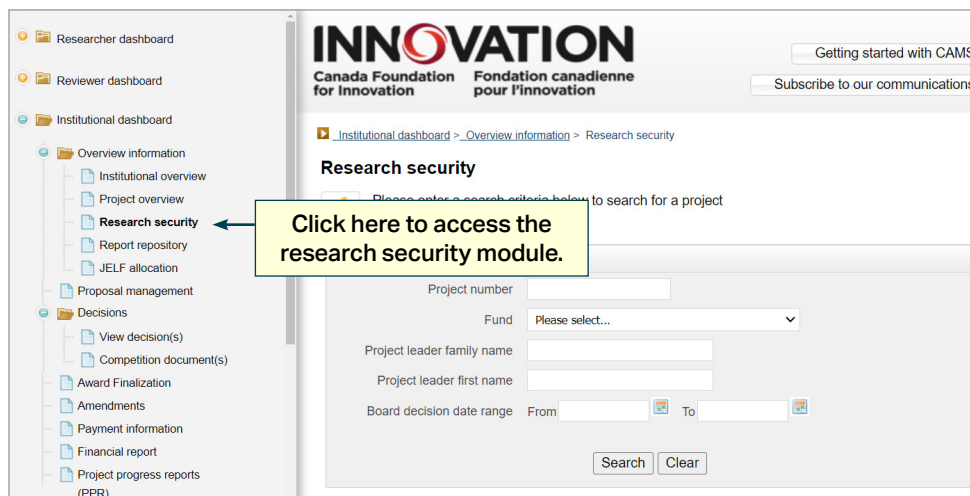 Researcher dashboard
Reviewer dashboard
Institutional dashboard
Overview information
Institutional overview
Project overview
Research security
Report repository
JELF allocation
Proposal management
Decisions
View decision(s)
Competition document(s)
Award Finalization
Amendments
Payment information
Financial report
Project progress reports
(PPR)
INNOVATION
Canada Foundation Fondation canadienne
for Innovation pour l'innovation
Getting started with CAMS
Subscribe to our communications
Institutional dashboard > Overview information > Research security
Research security
Please enter a search criteria below to search for a project
Click here to access the
research security module.
Project number
Fund Please select...
Project leader family name
Project leader first name
Board decision date range From To
Search Clear